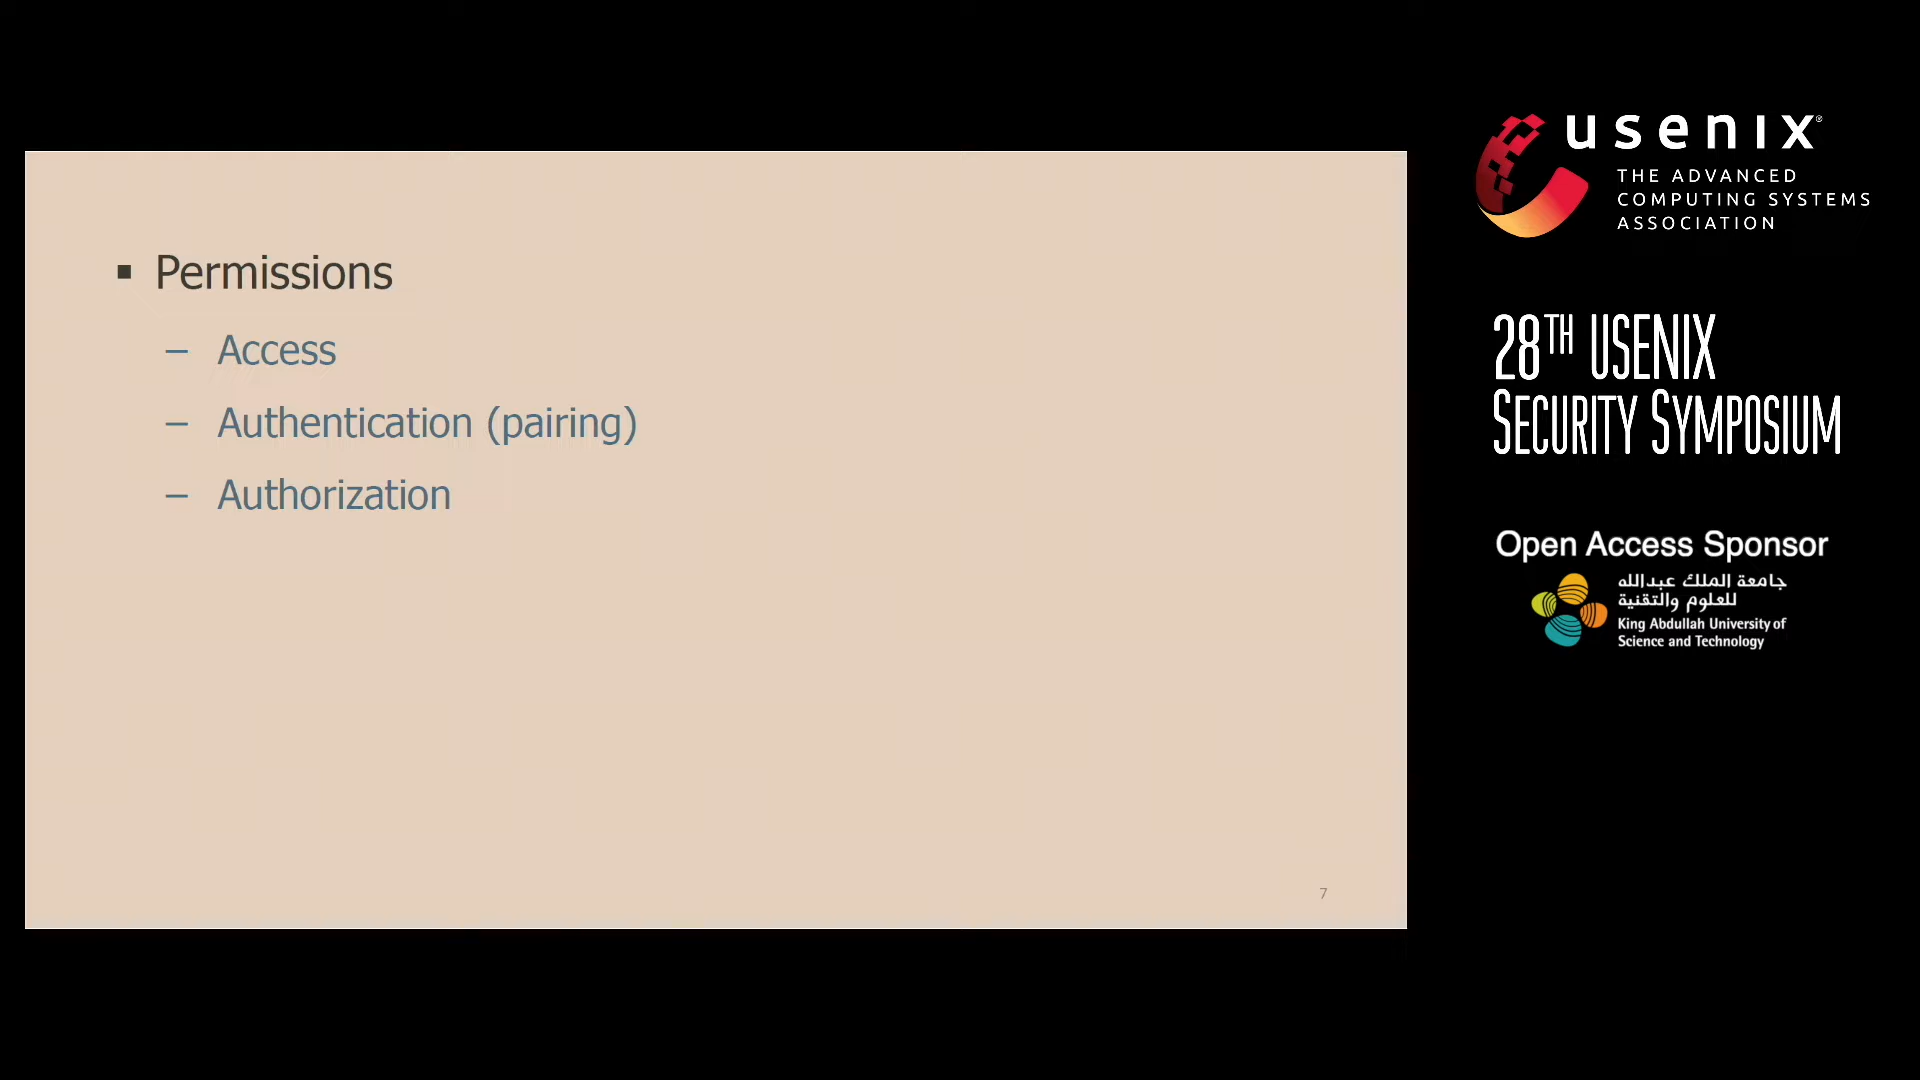 ▪ Permissions
– Access
– Authentication (pairing)
– Authorization
7
usenix®
THE ADVANCED
COMPUTING SYSTEMS
ASSOCIATION
28TH USENIX
SECURITY SYMPOSIUM
Open Access Sponsor
جامعة الملك عبدالله
للعلوم والتقنية
King Abdullah University of
Science and Technology